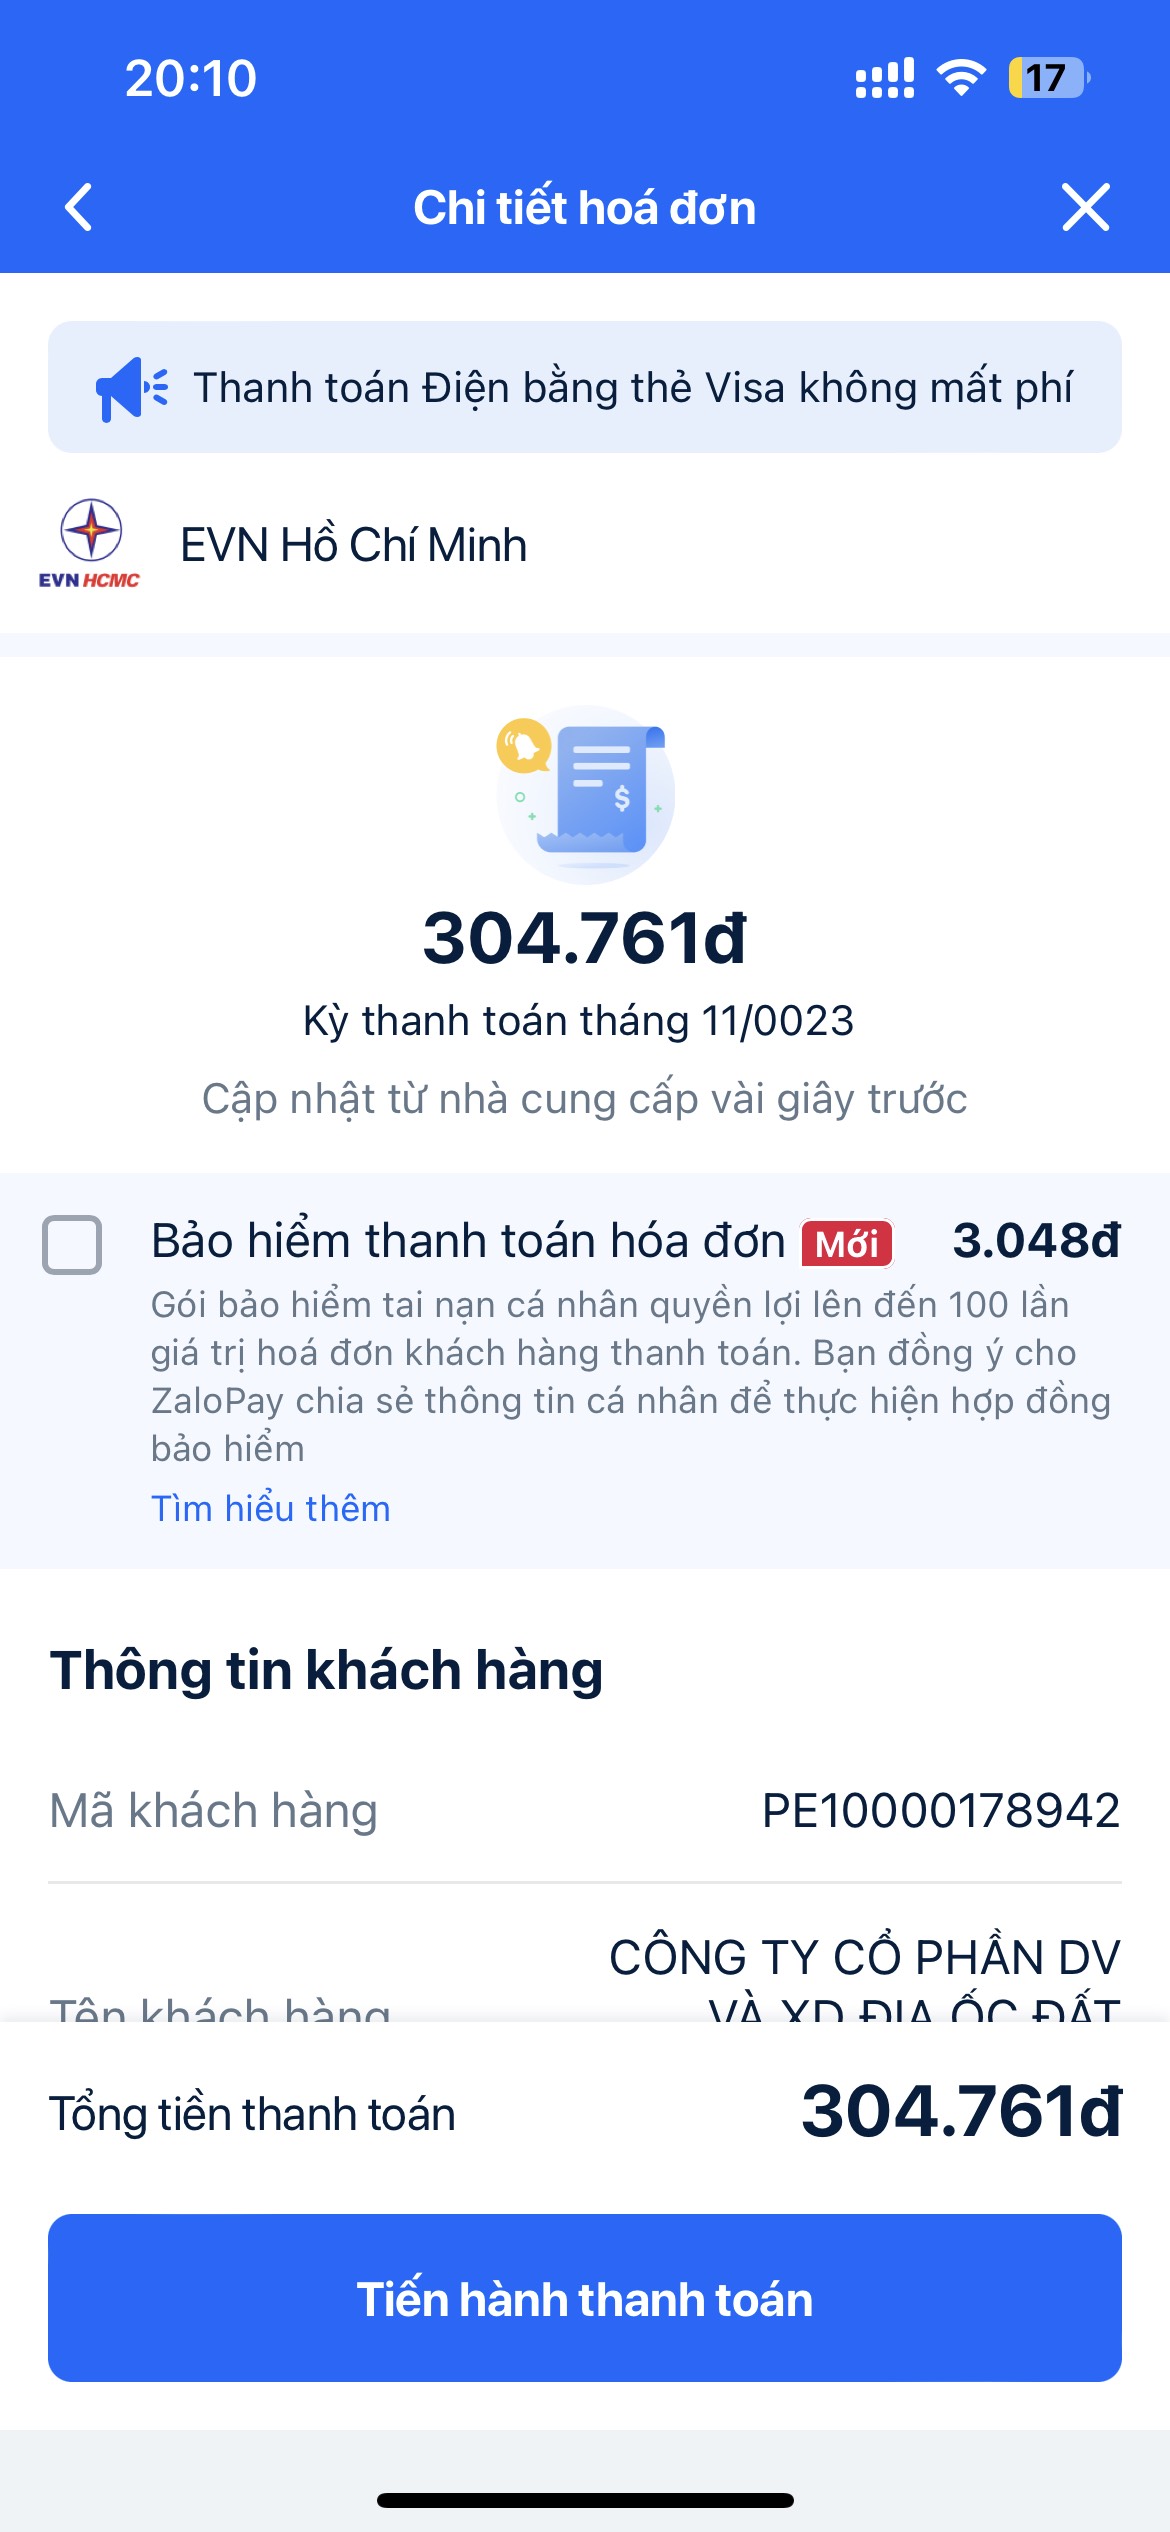 20:10
17
Chi tiết hoá đơn
Thanh toán Điện bằng thẻ Visa không mất phí
EVN HCMC
EVN Hồ Chí Minh
$
304.761đ
Kỳ thanh toán tháng 11/0023
Cập nhật từ nhà cung cấp vài giây trước
Bảo hiểm thanh toán hóa đơn Mới 3.048đ
Gói bảo hiểm tai nạn cá nhân quyền lợi lên đến 100 lần
giá trị hoá đơn khách hàng thanh toán. Bạn đồng ý cho
ZaloPay chia sẻ thông tin cá nhân để thực hiện hợp đồng
bảo hiểm
Tìm hiểu thêm
Thông tin khách hàng
Mã khách hàng PE10000178942
CÔNG TY CỔ PHẦN DV
Tên khách hàng VÀ XD ĐỊA ỐC ĐẤT
Tổng tiền thanh toán 304.761đ
Tiến hành thanh toán